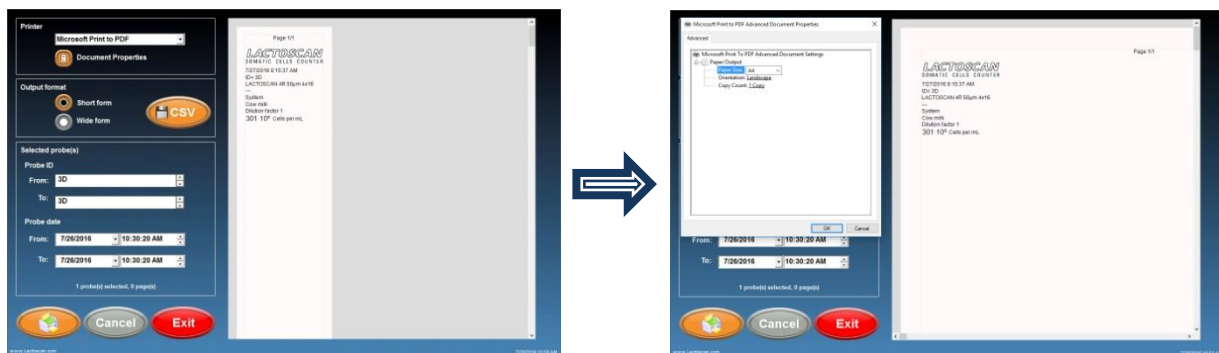 Printer
Microsoft Print to PDF
Document Properties
Output format
Short form
Wide form
CSV
Selected probe(s)
Probe ID
From: 3D
To: 3D
Probe date
From: 7/26/2016 10:30:20 AM
To: 7/26/2016 10:30:20 AM
1 probe(s) selected, 0 page(s)
Cancel
Exit
www.Lactoscan.com
Page 1/1
LACTOSCAN
SOMATIC CELLS COUNTER
7/27/2016 8:15:37 AM
ID= 3D
LACTOSCAN 4R 50µm 4x16
---
System
Cow milk
Dilution factor 1
301·10³ Cells per mL
Microsoft Print to PDF Advanced Document Properties
Advanced
Microsoft Print To PDF Advanced Document Settings
Paper/Output
Paper Size: A4
Orientation: Landscape
Copy Count: 1 Copy
OK
Cancel
From: 7/26/2016 10:30:20 AM
To: 7/26/2016 10:30:20 AM
1 probe(s) selected, 0 page(s)
Cancel
Exit
www.Lactoscan.com
Page 1/1
LACTOSCAN
SOMATIC CELLS COUNTER
7/27/2016 8:15:37 AM
ID= 3D
LACTOSCAN 4R 50µm 4x16
---
System
Cow milk
Dilution factor 1
301·10³ Cells per mL